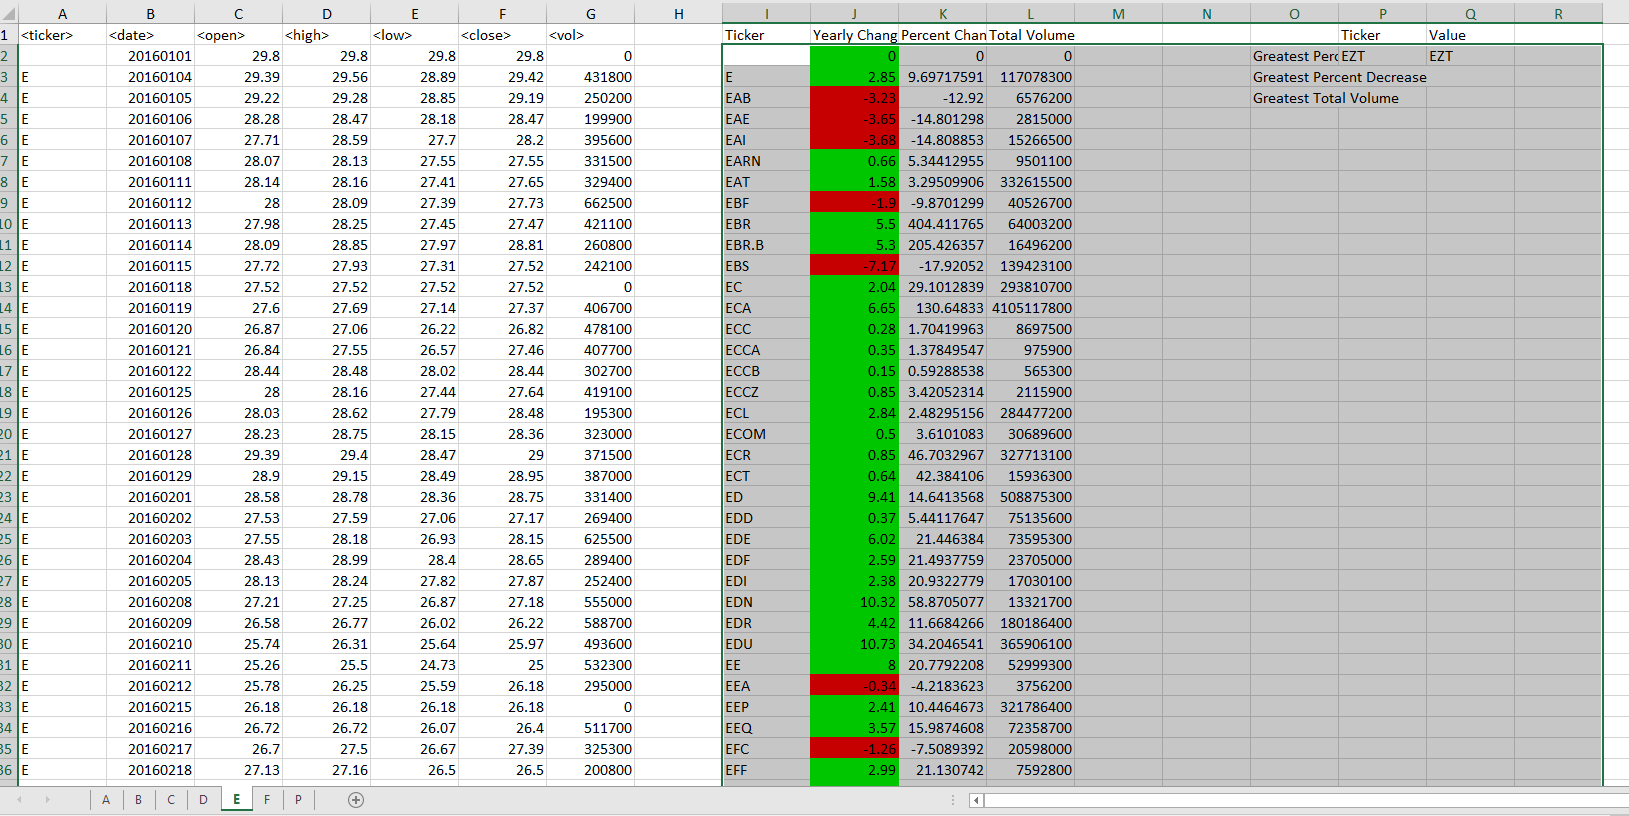 A B C D E F G H I J K L M N O P Q R
1 <ticker> <date> <open> <high> <low> <close> <vol> Ticker Yearly Chang Percent Chan Total Volume Ticker Value
2 20160101 29.8 29.8 29.8 29.8 0 0 0 0 Greatest Perc EZT EZT
3 E 20160104 29.39 29.56 28.89 29.42 431800 E 2.85 9.69717591 117078300 Greatest Percent Decrease
4 E 20160105 29.22 29.28 28.85 29.19 250200 EAB -3.23 -12.92 6576200 Greatest Total Volume
5 E 20160106 28.28 28.47 28.18 28.47 199900 EAE -3.65 -14.801298 2815000
6 E 20160107 27.71 28.59 27.7 28.2 395600 EAI -3.68 -14.808853 15266500
7 E 20160108 28.07 28.13 27.55 27.55 331500 EARN 0.66 5.34412955 9501100
8 E 20160111 28.14 28.16 27.41 27.65 329400 EAT 1.58 3.29509906 332615500
9 E 20160112 28 28.09 27.39 27.73 662500 EBF -1.9 -9.8701299 40526700
10 E 20160113 27.98 28.25 27.45 27.47 421100 EBR 5.5 404.411765 64003200
11 E 20160114 28.09 28.85 27.97 28.81 260800 EBR.B 5.3 205.426357 16496200
12 E 20160115 27.72 27.93 27.31 27.52 242100 EBS -7.17 -17.92052 139423100
13 E 20160118 27.52 27.52 27.52 27.52 0 EC 2.04 29.1012839 293810700
14 E 20160119 27.6 27.69 27.14 27.37 406700 ECA 6.65 130.64833 4105117800
15 E 20160120 26.87 27.06 26.22 26.82 478100 ECC 0.28 1.70419963 8697500
16 E 20160121 26.84 27.55 26.57 27.46 407700 ECCA 0.35 1.37849547 975900
17 E 20160122 28.44 28.48 28.02 28.44 302700 ECCB 0.15 0.59288538 565300
18 E 20160125 28 28.16 27.44 27.64 419100 ECCZ 0.85 3.42052314 2115900
19 E 20160126 28.03 28.62 27.79 28.48 195300 ECL 2.84 2.48295156 284477200
20 E 20160127 28.23 28.75 28.15 28.36 323000 ECOM 0.5 3.6101083 30689600
21 E 20160128 29.39 29.4 28.47 29 371500 ECR 0.85 46.7032967 327713100
22 E 20160129 28.9 29.15 28.49 28.95 387000 ECT 0.64 42.384106 15936300
23 E 20160201 28.58 28.78 28.36 28.75 331400 ED 9.41 14.6413568 508875300
24 E 20160202 27.53 27.59 27.06 27.17 269400 EDD 0.37 5.44117647 75135600
25 E 20160203 27.55 28.18 26.93 28.15 625500 EDE 6.02 21.446384 73595300
26 E 20160204 28.43 28.99 28.4 28.65 289400 EDF 2.59 21.4937759 23705000
27 E 20160205 28.13 28.24 27.82 27.87 252400 EDI 2.38 20.9322779 17030100
28 E 20160208 27.21 27.25 26.87 27.18 555000 EDN 10.32 58.8705077 13321700
29 E 20160209 26.58 26.77 26.02 26.22 588700 EDR 4.42 11.6684266 180186400
30 E 20160210 25.74 26.31 25.64 25.97 493600 EDU 10.73 34.2046541 365906100
31 E 20160211 25.26 25.5 24.73 25 532300 EE 8 20.7792208 52999300
32 E 20160212 25.78 26.25 25.59 26.18 295000 EEA -0.34 -4.2183623 3756200
33 E 20160215 26.18 26.18 26.18 26.18 0 EEP 2.41 10.4464673 321786400
34 E 20160216 26.72 26.72 26.07 26.4 511700 EEQ 3.57 15.9874608 72358700
35 E 20160217 26.7 27.5 26.67 27.39 325300 EFC -1.26 -7.5089392 20598000
36 E 20160218 27.13 27.16 26.5 26.5 200800 EFF 2.99 21.130742 7592800
A B C D E F P